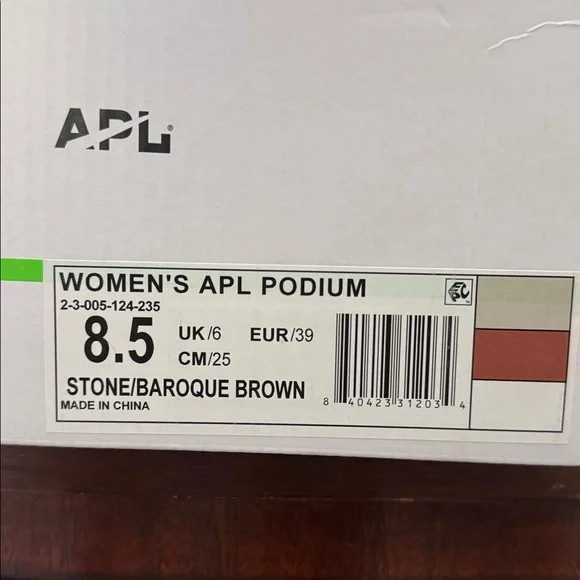 APL®
WOMEN'S APL PODIUM
2-3-005-124-235
8.5 UK/6 EUR/39
CM/25
STONE/BAROQUE BROWN
MADE IN CHINA
8 40423 31203 4